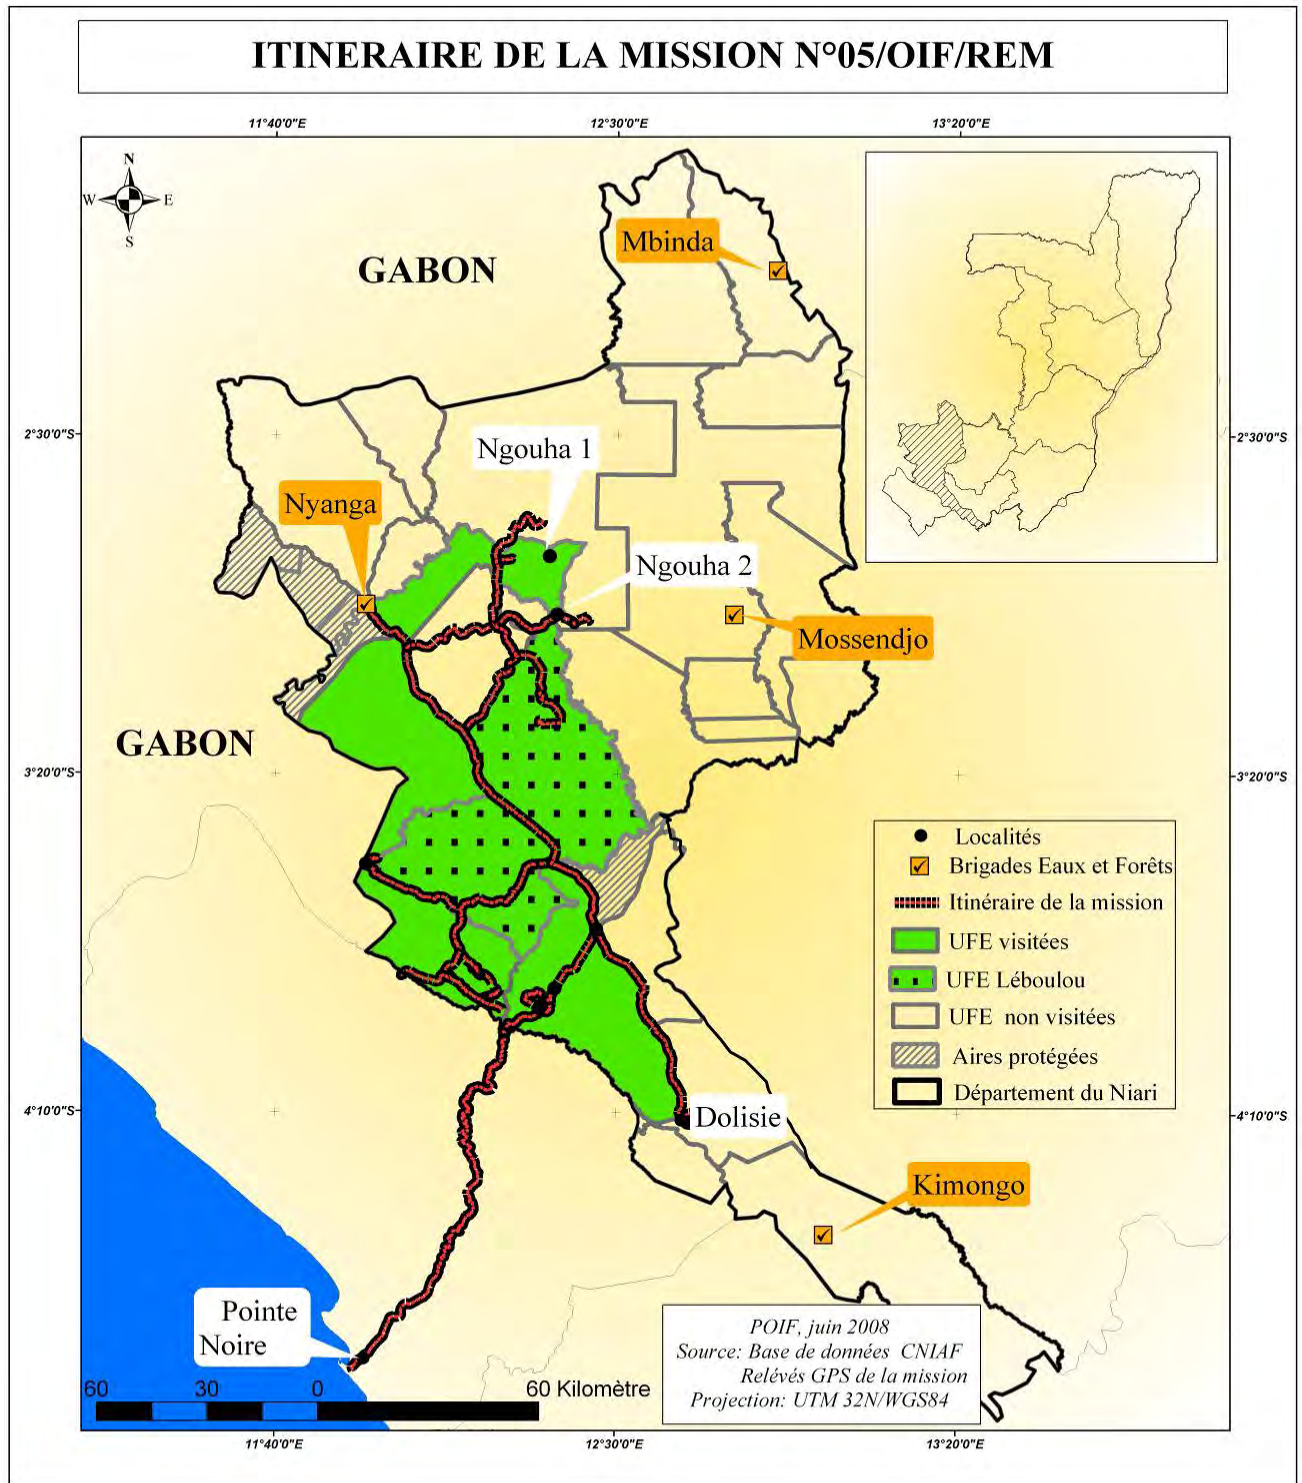 ITINERAIRE DE LA MISSION N°05/OIF/REM
11°40'0"E
12°30'0"E
13°20'0"E
N
W
E
S
GABON
Mbinda
2°30'0"S
2°30'0"S
Ngouha 1
Nyanga
Ngouha 2
Mossendjo
GABON
3°20'0"S
3°20'0"S
Localités
Brigades Eaux et Forêts
Itinéraire de la mission
UFE visitées
UFE Léboulou
UFE non visitées
Aires protégées
Département du Niari
4°10'0"S
4°10'0"S
Dolisie
Kimongo
Pointe
Noire
POIF, juin 2008
Source: Base de données CNIAF
Rélévés GPS de la mission
Projection: UTM 32N/WGS84
60 30 0 60 Kilomètre
11°40'0"E
12°30'0"E
13°20'0"E